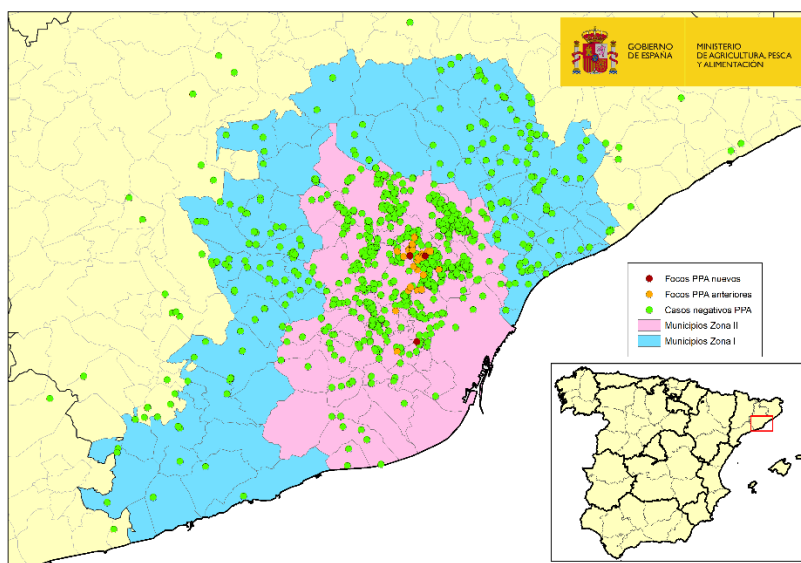 GOBIERNO
DE ESPAÑA
MINISTERIO
DE AGRICULTURA, PESCA
Y ALIMENTACIÓN
Focos PPA nuevos
Focos PPA anteriores
Casos negativos PPA
Municipios Zona II
Municipios Zona I